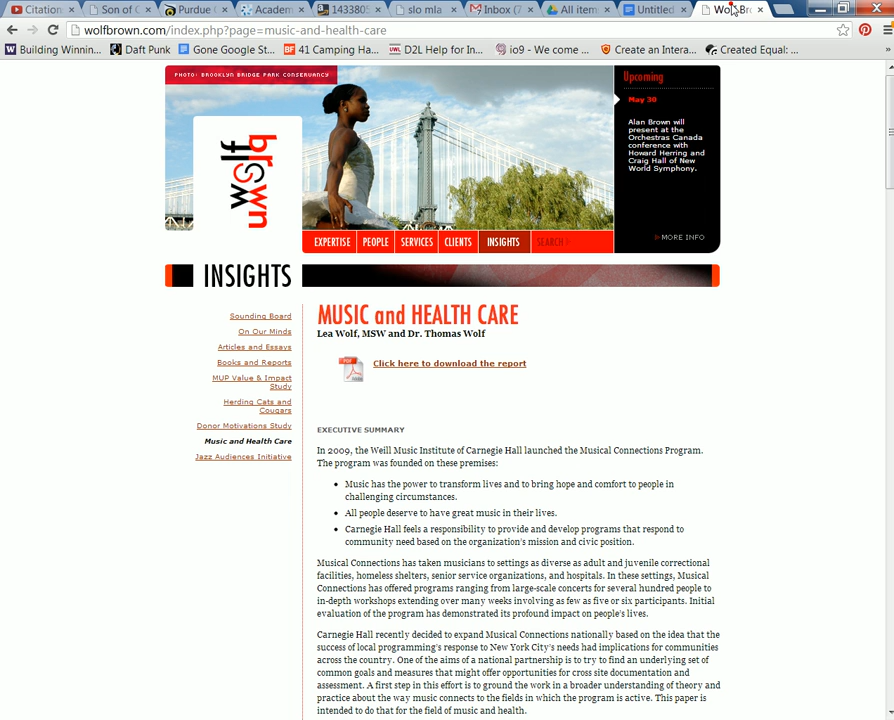 Citation
Son of C
Purdue C
Academ
1433805
slo mla
Inbox (7
All item
Untitled
Wolf
wolfbrown.com/index.php?page=music-and-health-care
Building Winnin...
Daft Punk
Gone Google St...
41 Camping Ha...
D2L Help for In...
io9 - We come ...
Create an Intera...
Created Equal: ...
PHOTO: BROOKLYN BRIDGE PARK CONSERVANCY
wolf brown
Upcoming
May 30
Alan Brown will
present at the
Orchestras Canada
conference with
Howard Herring and
Craig Hall of New
World Symphony.
MORE INFO
EXPERTISE PEOPLE SERVICES CLIENTS INSIGHTS SEARCH
INSIGHTS
Sounding Board
On Our Minds
Articles and Essays
Books and Reports
MUP Value & Impact
Study
Herding Cats and
Cougars
Donor Motivations Study
Music and Health Care
Jazz Audiences Initiative
MUSIC and HEALTH CARE
Lea Wolf, MSW and Dr. Thomas Wolf
Click here to download the report
EXECUTIVE SUMMARY
In 2009, the Weill Music Institute of Carnegie Hall launched the Musical Connections Program.
The program was founded on these premises:
• Music has the power to transform lives and to bring hope and comfort to people in
challenging circumstances.
• All people deserve to have great music in their lives.
• Carnegie Hall feels a responsibility to provide and develop programs that respond to
community need based on the organization's mission and civic position.
Musical Connections has taken musicians to settings as diverse as adult and juvenile correctional
facilities, homeless shelters, senior service organizations, and hospitals. In these settings, Musical
Connections has offered programs ranging from large-scale concerts for several hundred people to
in-depth workshops extending over many weeks involving as few as five or six participants. Initial
evaluation of the program has demonstrated its profound impact on people's lives.
Carnegie Hall recently decided to expand Musical Connections nationally based on the idea that the
success of local programming's response to New York City's needs had implications for communities
across the country. One of the aims of a national partnership is to try to find an underlying set of
common goals and measures that might offer opportunities for cross site documentation and
assessment. A first step in this effort is to ground the work in a broader understanding of theory and
practice about the way music connects to the fields in which the program is active. This paper is
intended to do that for the field of music and health.